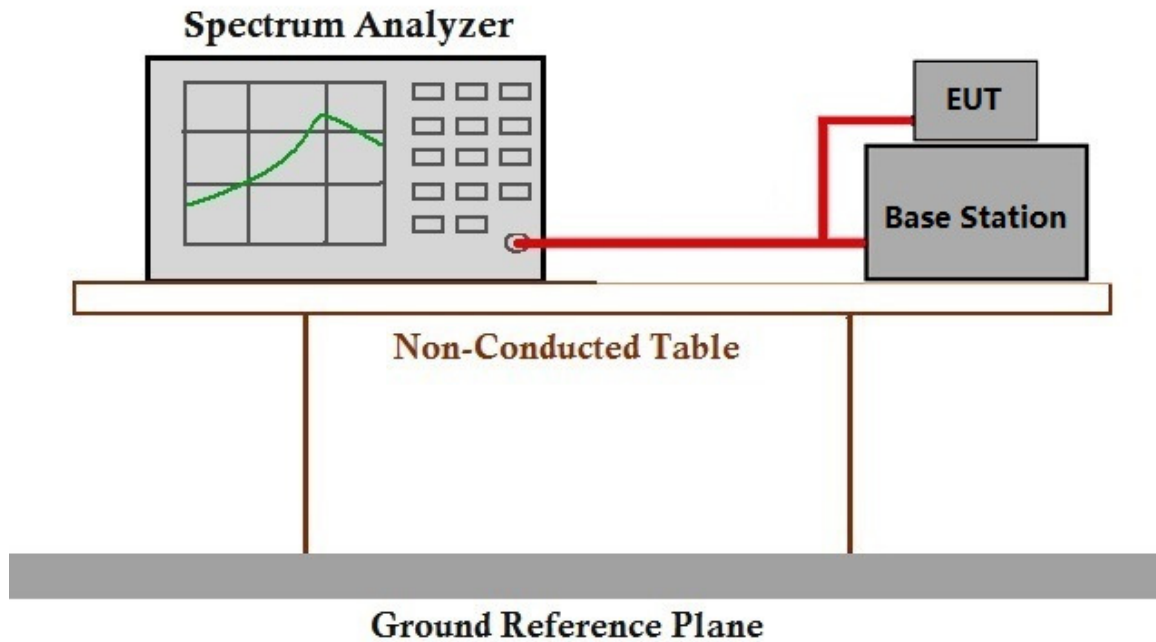 Spectrum Analyzer
EUT
Base Station
Non-Conducted Table
Ground Reference Plane